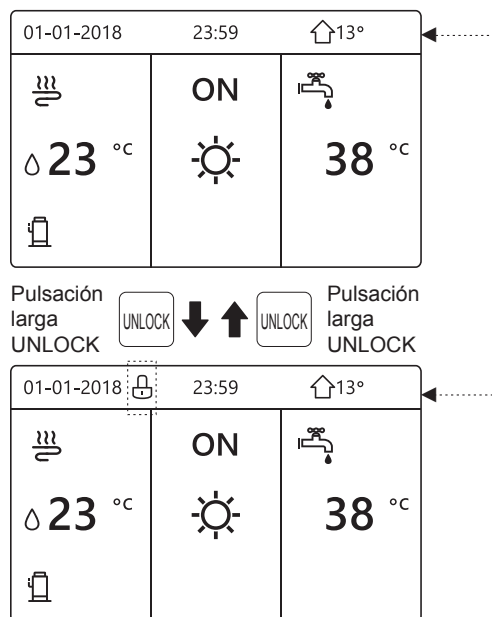 01-01-2018 23:59 13°
ON
23 °C 38 °C
Pulsación larga UNLOCK
UNLOCK UNLOCK
Pulsación larga UNLOCK
01-01-2018 23:59 13°
ON
23 °C 38 °C